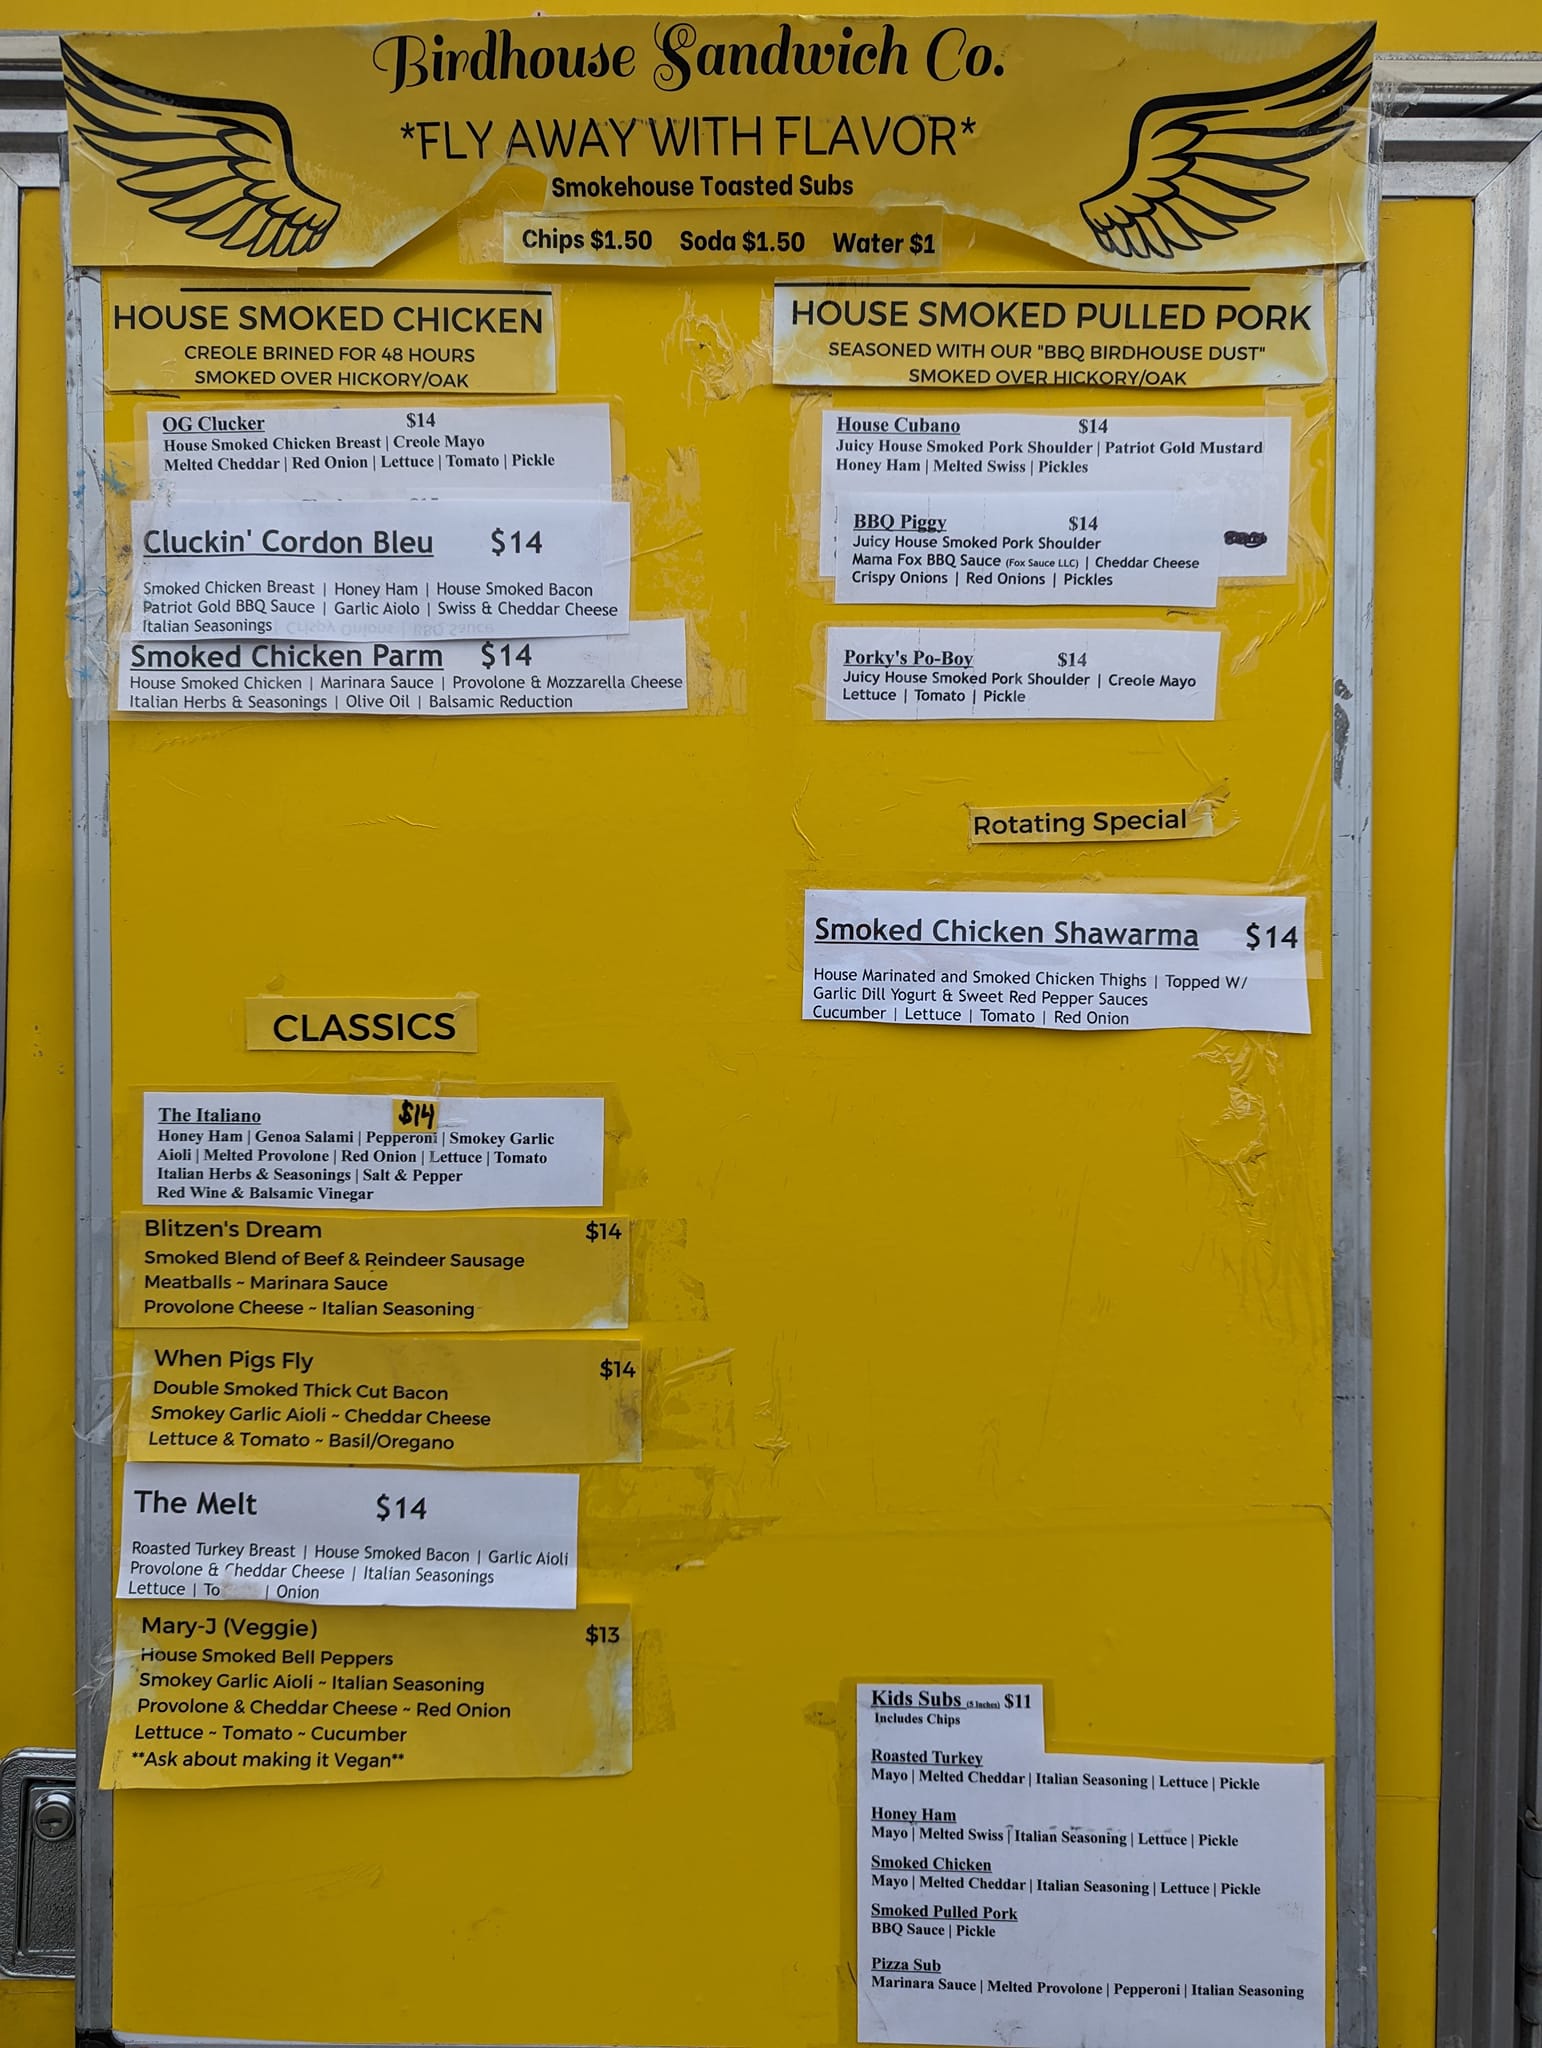 Birdhouse Sandwich Co.
*FLY AWAY WITH FLAVOR*
Smokehouse Toasted Subs
Chips $1.50 Soda $1.50 Water $1
HOUSE SMOKED CHICKEN
CREOLE BRINED FOR 48 HOURS
SMOKED OVER HICKORY/OAK
OG Clucker $14
House Smoked Chicken Breast | Creole Mayo
Melted Cheddar | Red Onion | Lettuce | Tomato | Pickle
Cluckin' Cordon Bleu $14
Smoked Chicken Breast | Honey Ham | House Smoked Bacon
Patriot Gold BBQ Sauce | Garlic Aiolo | Swiss & Cheddar Cheese
Italian Seasonings
Smoked Chicken Parm $14
House Smoked Chicken | Marinara Sauce | Provolone & Mozzarella Cheese
Italian Herbs & Seasonings | Olive Oil | Balsamic Reduction
CLASSICS
The Italiano $14
Honey Ham | Genoa Salami | Pepperoni | Smokey Garlic
Aioli | Melted Provolone | Red Onion | Lettuce | Tomato
Italian Herbs & Seasonings | Salt & Pepper
Red Wine & Balsamic Vinegar
Blitzen's Dream $14
Smoked Blend of Beef & Reindeer Sausage
Meatballs ~ Marinara Sauce
Provolone Cheese ~ Italian Seasoning
When Pigs Fly $14
Double Smoked Thick Cut Bacon
Smokey Garlic Aioli ~ Cheddar Cheese
Lettuce & Tomato ~ Basil/Oregano
The Melt $14
Roasted Turkey Breast | House Smoked Bacon | Garlic Aioli
Provolone & Cheddar Cheese | Italian Seasonings
Lettuce | To | Onion
Mary-J (Veggie) $13
House Smoked Bell Peppers
Smokey Garlic Aioli ~ Italian Seasoning
Provolone & Cheddar Cheese ~ Red Onion
Lettuce ~ Tomato ~ Cucumber
**Ask about making it Vegan**
HOUSE SMOKED PULLED PORK
SEASONED WITH OUR "BBQ BIRDHOUSE DUST"
SMOKED OVER HICKORY/OAK
House Cubano $14
Juicy House Smoked Pork Shoulder | Patriot Gold Mustard
Honey Ham | Melted Swiss | Pickles
BBQ Piggy $14
Juicy House Smoked Pork Shoulder
Mama Fox BBQ Sauce (Fox Sauce LLC) | Cheddar Cheese
Crispy Onions | Red Onions | Pickles
Porky's Po-Boy $14
Juicy House Smoked Pork Shoulder | Creole Mayo
Lettuce | Tomato | Pickle
Rotating Special
Smoked Chicken Shawarma $14
House Marinated and Smoked Chicken Thighs | Topped W/
Garlic Dill Yogurt & Sweet Red Pepper Sauces
Cucumber | Lettuce | Tomato | Red Onion
Kids Subs (5 Inches) $11
Includes Chips
Roasted Turkey
Mayo | Melted Cheddar | Italian Seasoning | Lettuce | Pickle
Honey Ham
Mayo | Melted Swiss | Italian Seasoning | Lettuce | Pickle
Smoked Chicken
Mayo | Melted Cheddar | Italian Seasoning | Lettuce | Pickle
Smoked Pulled Pork
BBQ Sauce | Pickle
Pizza Sub
Marinara Sauce | Melted Provolone | Pepperoni | Italian Seasoning